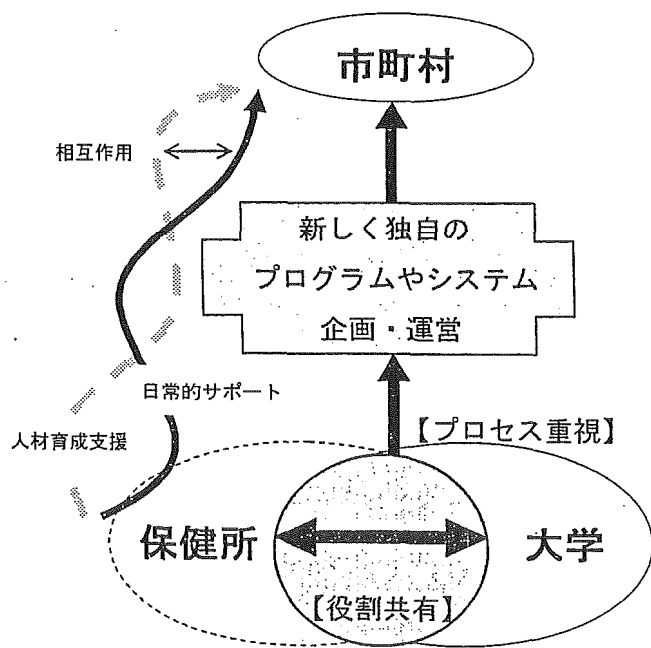 市町村
相互作用
新しく独自の
プログラムやシステム
企画・運営
日常的サポート
人材育成支援
【プロセス重視】
保健所
大学
【役割共有】